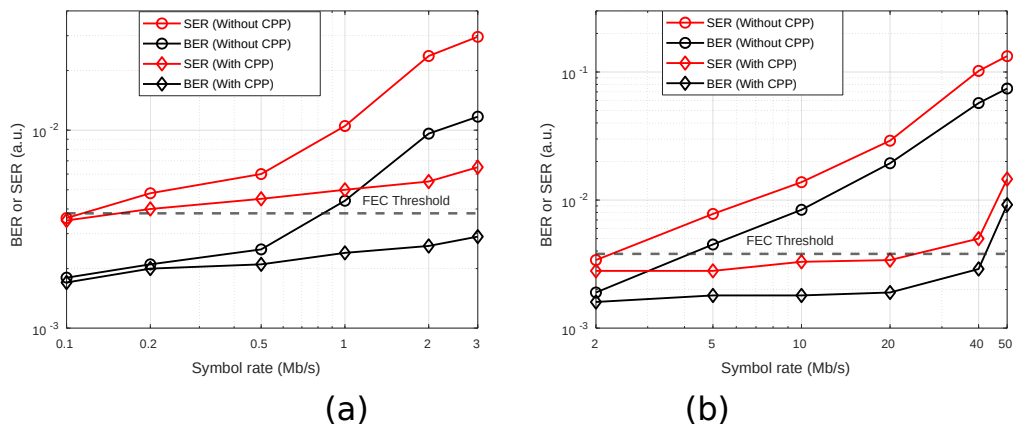 SER (Without CPP)
BER (Without CPP)
SER (With CPP)
BER (With CPP)
10^-2
10^-3
BER or SER (a.u.)
FEC Threshold
0.1 0.2 0.5 1 2 3
Symbol rate (Mb/s)
(a)
SER (Without CPP)
BER (Without CPP)
SER (With CPP)
BER (With CPP)
10^-1
10^-2
10^-3
BER or SER (a.u.)
FEC Threshold
2 5 10 20 40 50
Symbol rate (Mb/s)
(b)